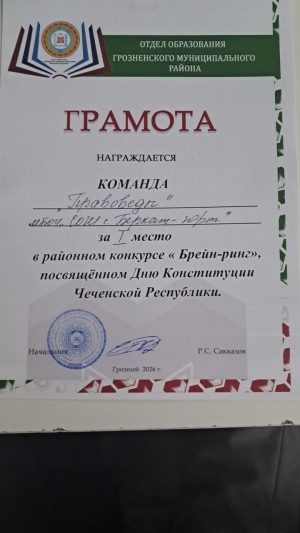 ОТДЕЛ ОБРАЗОВАНИЯ
ГРОЗНЕНСКОГО МУНИЦИПАЛЬНОГО
РАЙОНА
ГРАМОТА
НАГРАЖДАЕТСЯ
КОМАНДА
"Правоведы"
МБОУ "СОШ с. Беркат-Юрт"
за I место
в районном конкурсе « Брейн-ринг»,
посвящённом Дню Конституции
Чеченской Республики.
Начальник
Р.С. Савказов
Грозный 2026 г.